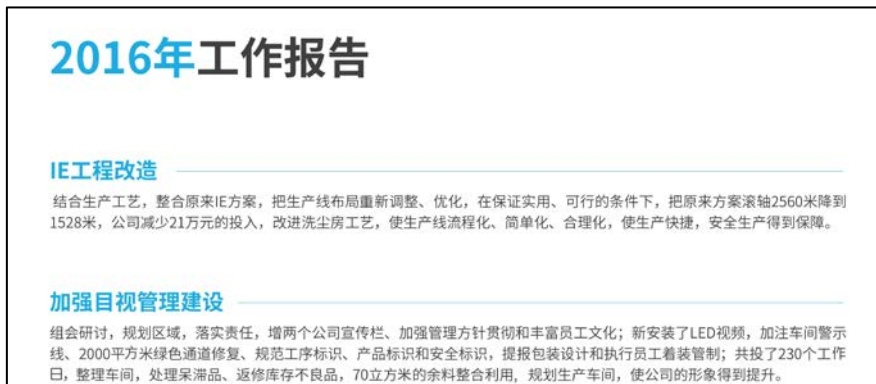 2016年工作报告
IE工程改造
结合生产工艺，整合原来IE方案，把生产线布局重新调整、优化，在保证实用、可行的条件下，把原来方案滚轴2560米降到
1528米，公司减少21万元的投入，改进洗尘房工艺，使生产线流程化、简单化、合理化，使生产快捷，安全生产得到保障。
加强目视管理建设
组会研讨，规划区域，落实责任，增两个公司宣传栏、加强管理方针贯彻和丰富员工文化；新安装了LED视频，加注车间警示
线、2000平方米绿色通道修复、规范工序标识、产品标识和安全标识，提报包装设计和执行员工着装管制；共投了230个工作
日，整理车间，处理呆滞品、返修库存不良品，70立方米的余料整合利用，规划生产车间，使公司的形象得到提升。